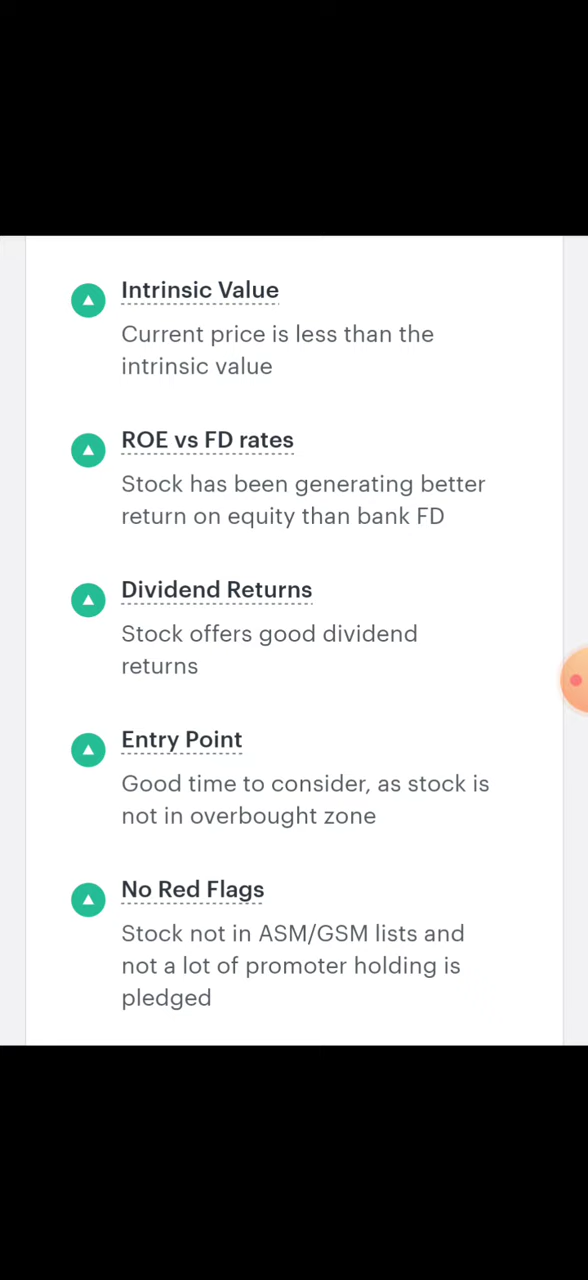 Intrinsic Value
Current price is less than the
intrinsic value
ROE vs FD rates
Stock has been generating better
return on equity than bank FD
Dividend Returns
Stock offers good dividend
returns
Entry Point
Good time to consider, as stock is
not in overbought zone
No Red Flags
Stock not in ASM/GSM lists and
not a lot of promoter holding is
pledged